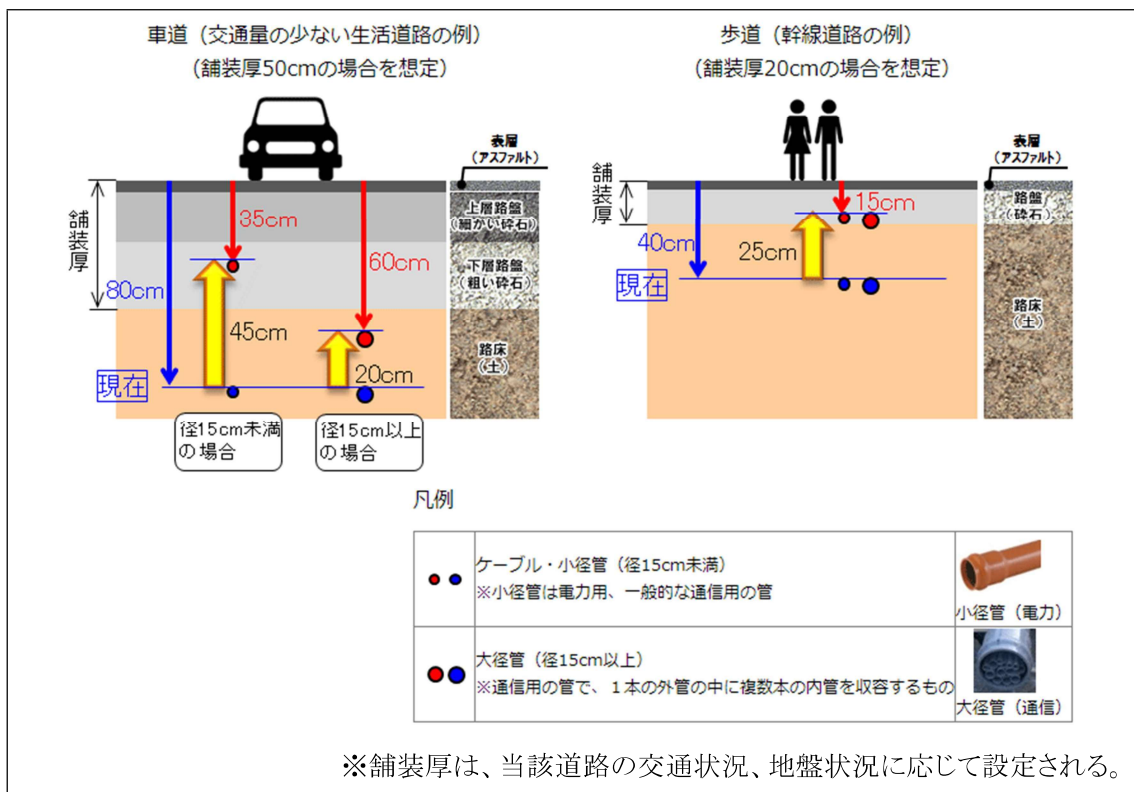 車道（交通量の少ない生活道路の例）
（舗装厚50cmの場合を想定）
歩道（幹線道路の例）
（舗装厚20cmの場合を想定）
舗装厚
80cm
35cm
60cm
45cm
20cm
現在
径15cm未満
の場合
径15cm以上
の場合
表層
（アスファルト）
上層路盤
（細かい砕石）
下層路盤
（粗い砕石）
路床
（土）
舗装厚
40cm
15cm
25cm
現在
表層
（アスファルト）
路盤
（砕石）
路床
（土）
凡例
ケーブル・小径管（径15cm未満）
※小径管は電力用、一般的な通信用の管
小径管（電力）
大径管（径15cm以上）
※通信用の管で、１本の外管の中に複数本の内管を収容するもの
大径管（通信）
※舗装厚は、当該道路の交通状況、地盤状況に応じて設定される。